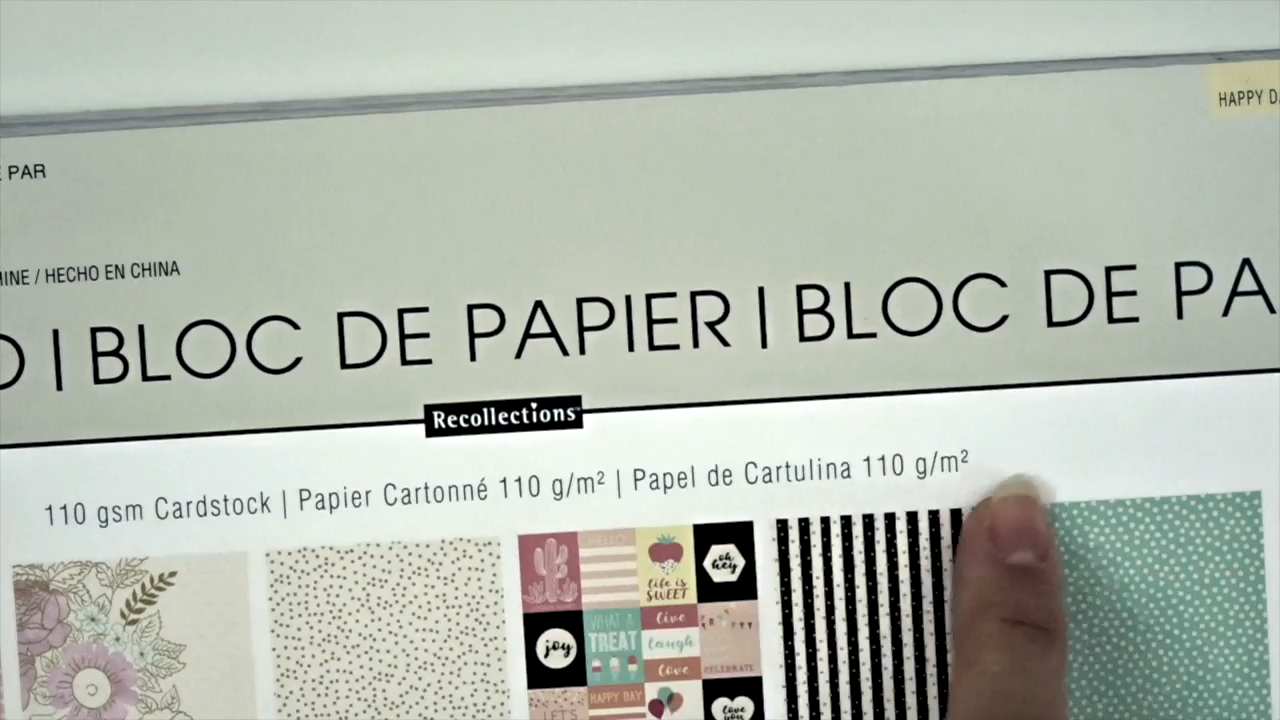 HAPPY D
E PAR
HINE / HECHO EN CHINA
D | BLOC DE PAPIER | BLOC DE PA
Recollections™
110 gsm Cardstock | Papier Cartonné 110 g/m² | Papel de Cartulina 110 g/m²
HELLO
life is
SWEET
oh
hey
joy
WHAT A
TREAT
live
laugh
love
CELEBRATE
LET'S
HAPPY DAY
love
you